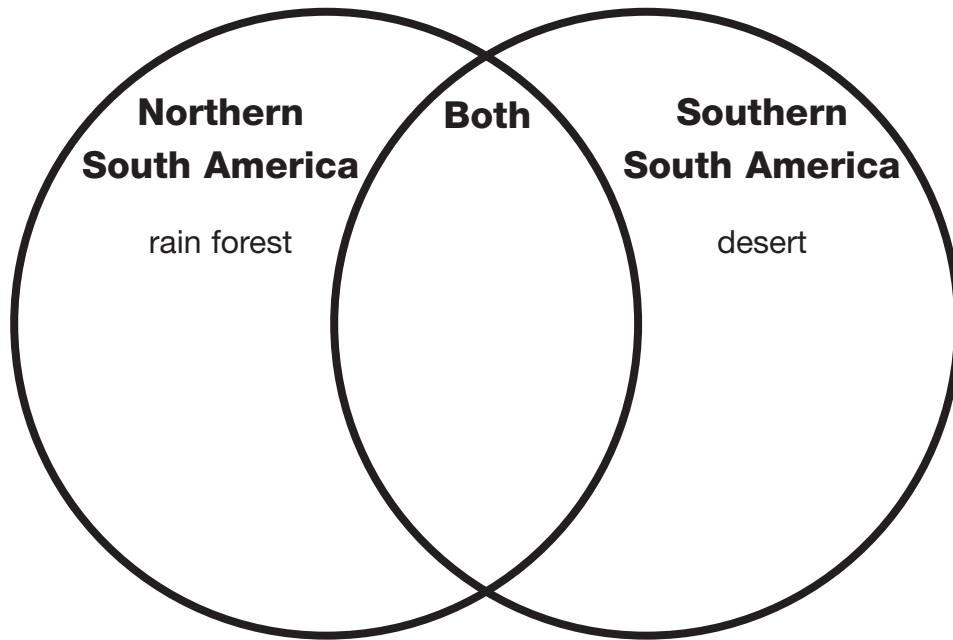 Northern
South America
rain forest
Both
Southern
South America
desert